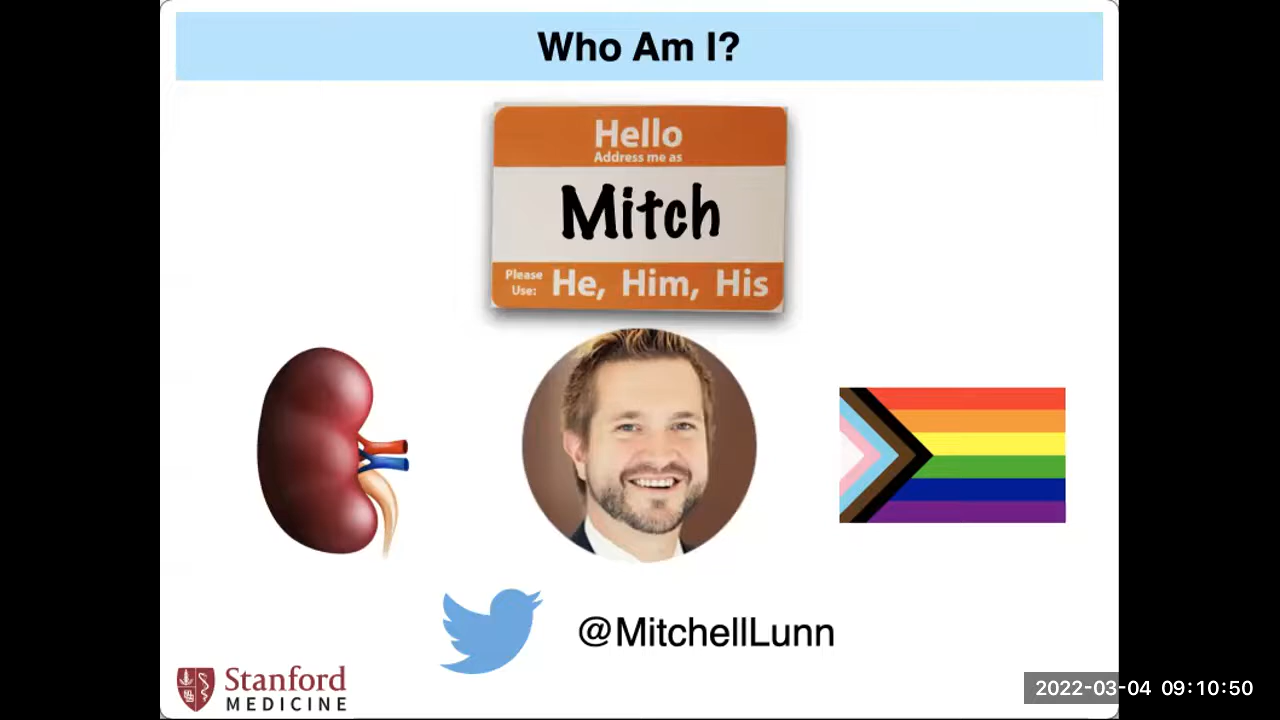 Who Am I?
Hello
Address me as
Mitch
Please
Use:
He, Him, His
@MitchellLunn
Stanford
MEDICINE
2022-03-04 09:10:50